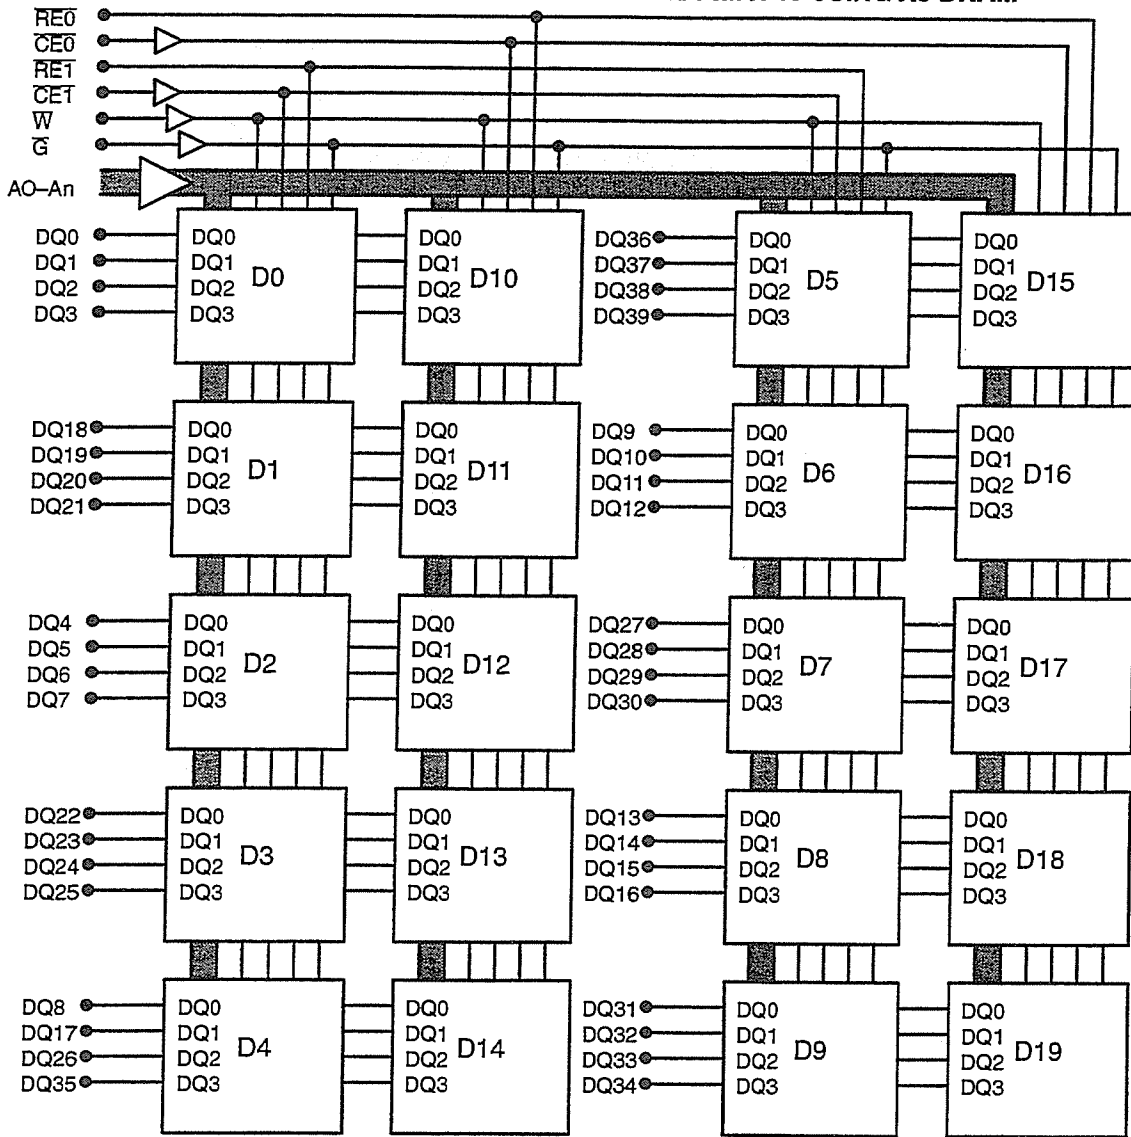 RE0
CE0
RE1
CE1
W
G
AO–An
DQ0 DQ0 D0 DQ0 D10 DQ36 DQ0 D5 DQ0 D15
DQ1 DQ1 DQ1 DQ37 DQ1 DQ1
DQ2 DQ2 DQ2 DQ38 DQ2 DQ2
DQ3 DQ3 DQ3 DQ39 DQ3 DQ3
DQ18 DQ0 D1 DQ0 D11 DQ9 DQ0 D6 DQ0 D16
DQ19 DQ1 DQ1 DQ10 DQ1 DQ1
DQ20 DQ2 DQ2 DQ11 DQ2 DQ2
DQ21 DQ3 DQ3 DQ12 DQ3 DQ3
DQ4 DQ0 D2 DQ0 D12 DQ27 DQ0 D7 DQ0 D17
DQ5 DQ1 DQ1 DQ28 DQ1 DQ1
DQ6 DQ2 DQ2 DQ29 DQ2 DQ2
DQ7 DQ3 DQ3 DQ30 DQ3 DQ3
DQ22 DQ0 D3 DQ0 D13 DQ13 DQ0 D8 DQ0 D18
DQ23 DQ1 DQ1 DQ14 DQ1 DQ1
DQ24 DQ2 DQ2 DQ15 DQ2 DQ2
DQ25 DQ3 DQ3 DQ16 DQ3 DQ3
DQ8 DQ0 D4 DQ0 D14 DQ31 DQ0 D9 DQ0 D19
DQ17 DQ1 DQ1 DQ32 DQ1 DQ1
DQ26 DQ2 DQ2 DQ33 DQ2 DQ2
DQ35 DQ3 DQ3 DQ34 DQ3 DQ3